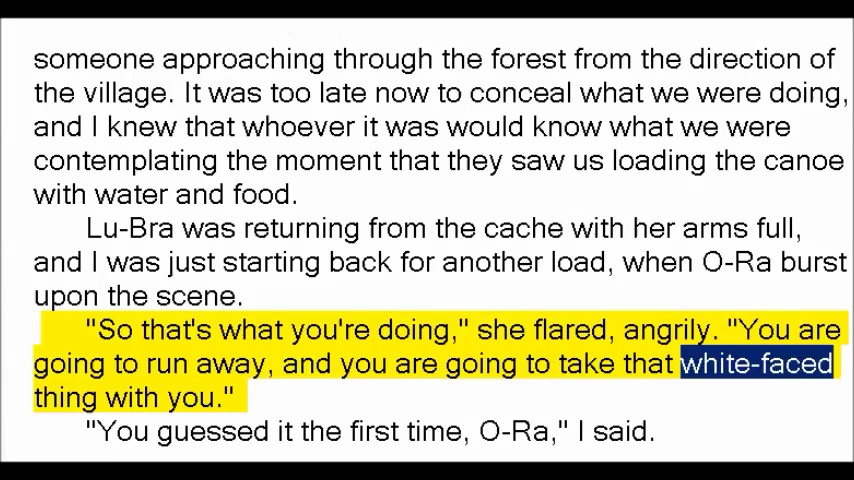 someone approaching through the forest from the direction of
the village. It was too late now to conceal what we were doing,
and I knew that whoever it was would know what we were
contemplating the moment that they saw us loading the canoe
with water and food.
Lu-Bra was returning from the cache with her arms full,
and I was just starting back for another load, when O-Ra burst
upon the scene.
"So that's what you're doing," she flared, angrily. "You are
going to run away, and you are going to take that white-faced
thing with you."
"You guessed it the first time, O-Ra," I said.